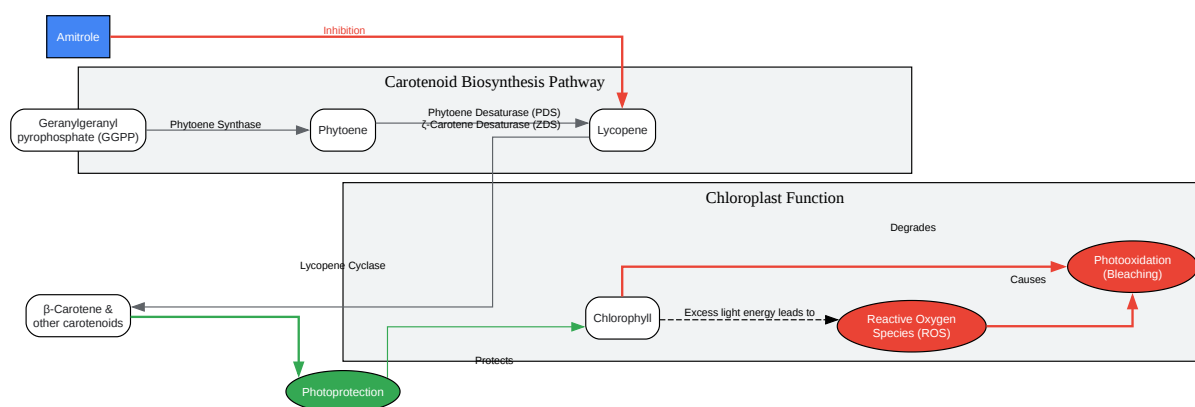 Amitrole
Inhibition
Carotenoid Biosynthesis Pathway
Geranylgeranyl
pyrophosphate (GGPP)
Phytoene Synthase
Phytoene
Phytoene Desaturase (PDS)
ζ-Carotene Desaturase (ZDS)
Lycopene
Chloroplast Function
Degrades
Lycopene Cyclase
Photooxidation
(Bleaching)
Causes
β-Carotene &
other carotenoids
Chlorophyll
Excess light energy leads to
Reactive Oxygen
Species (ROS)
Protects
Photoprotection